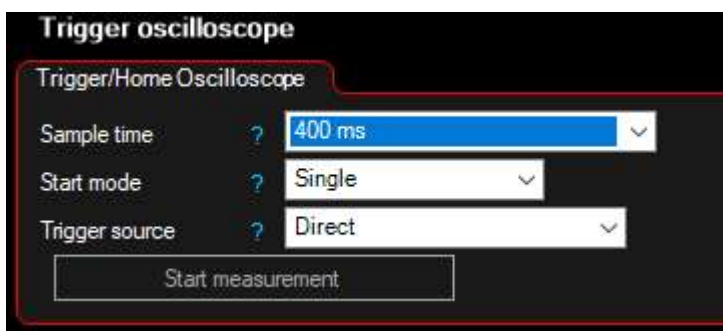 Trigger oscilloscope
Trigger/Home Oscilloscope
Sample time ? 400 ms
Start mode ? Single
Trigger source ? Direct
Start measurement